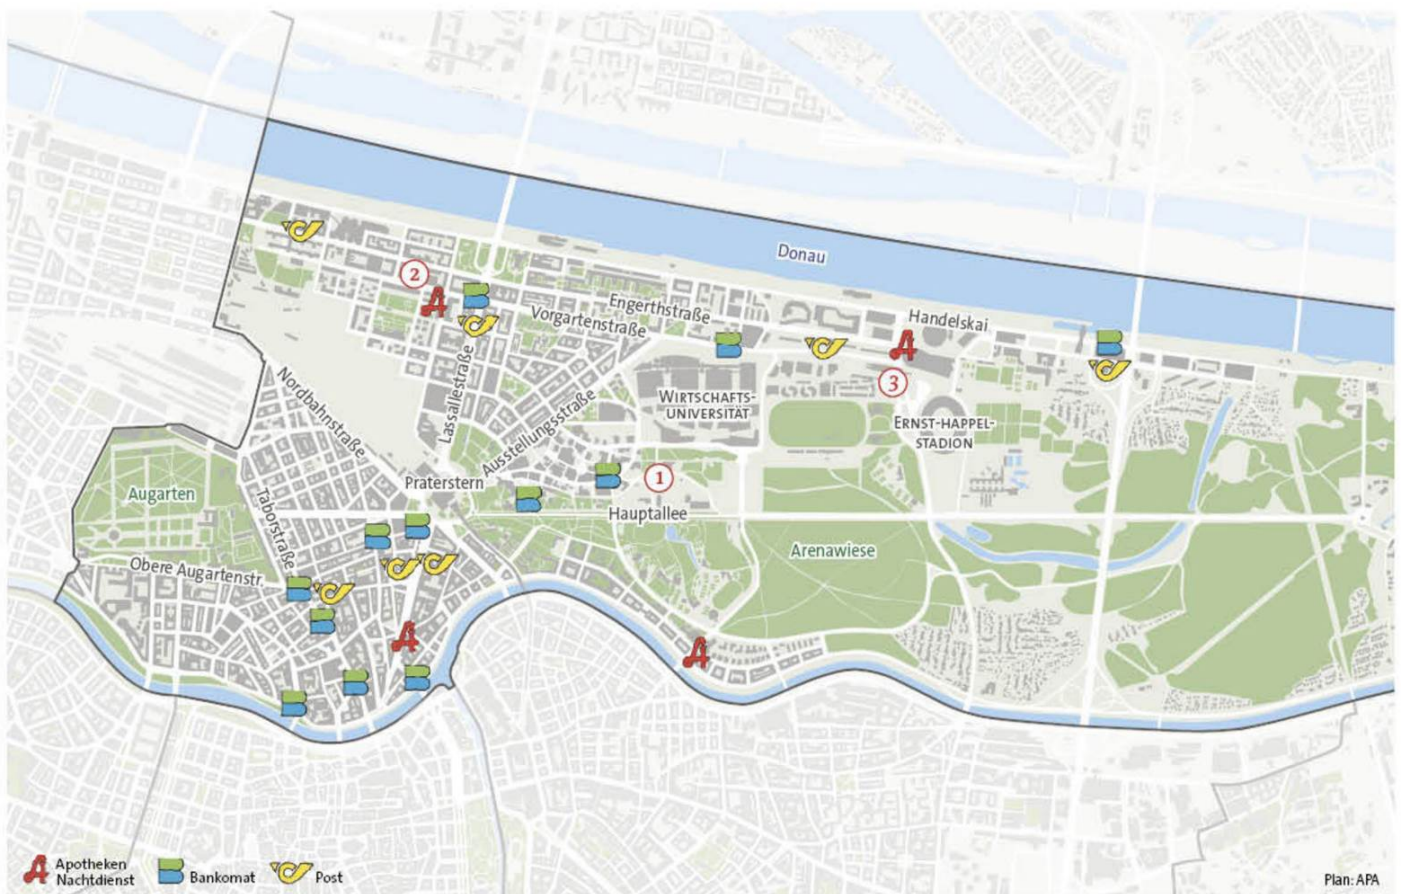 Donau
2
Engerthstraße
Vorgartenstraße
Handelskai
3
Lassallestraße
Nordbahnstraße
Ausstellungsstraße
WIRTSCHAFTS-
UNIVERSITÄT
ERNST-HAPPEL-
STADION
Praterstern
1
Augarten
Taborstraße
Hauptallee
Arenawiese
Obere Augartenstr.
Apotheken
Nachtdienst
Bankomat
Post
Plan: APA